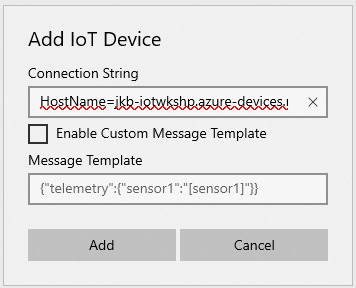 Add IoT Device
Connection String
HostName=jkb-iotwkshp.azure-devices.
Enable Custom Message Template
Message Template
{"telemetry":{"sensor1":"[sensor1]"}}
Add Cancel